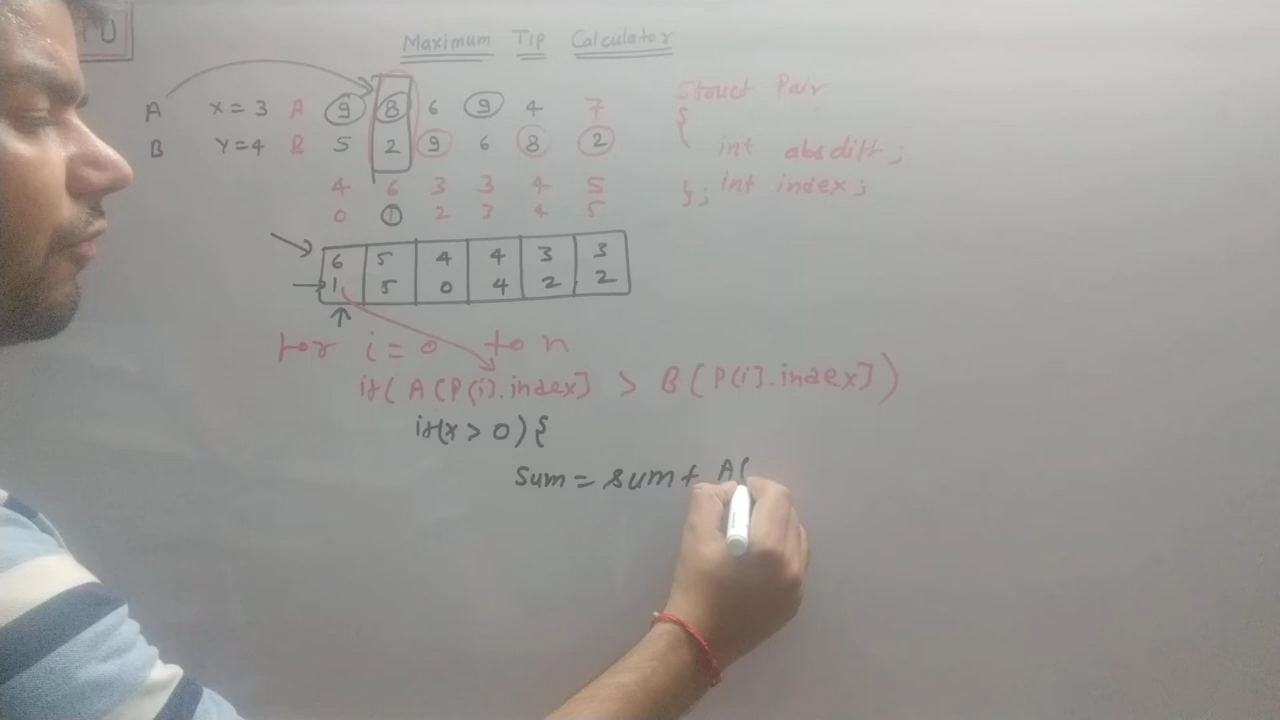 Maximum Tip Calculator
A X = 3 A 9 8 6 9 4 7
B Y = 4 B 5 2 9 6 8 2
4 6 3 3 4 5
0 1 2 3 4 5
Struct Pair
{
int absdiff;
int index;
};
6 5 4 4 3 3
1 5 0 4 2 2
for i = 0 to n
if( A[P[i].index] > B[P[i].index])
if(x > 0) {
Sum = sum + A[